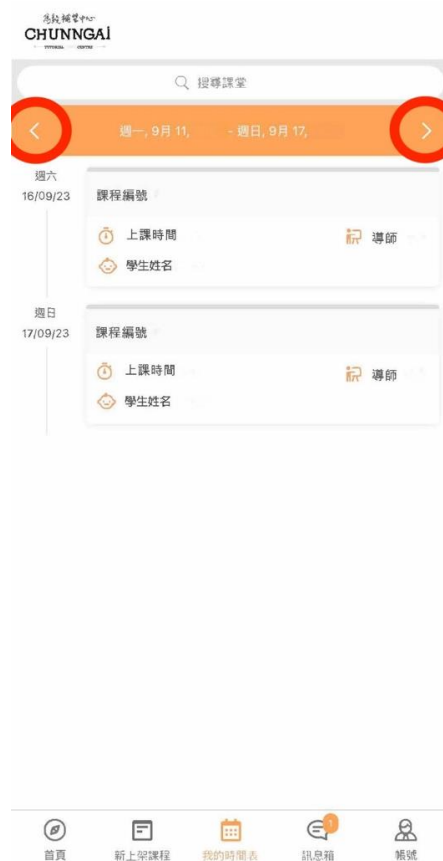 CHUNNGAI
TUTORIAL CENTRE
搜尋課堂
週一, 9月 11, - 週日, 9月 17,
週六
16/09/23
課程編號
上課時間
導師
學生姓名
週日
17/09/23
課程編號
上課時間
導師
學生姓名
1
首頁
新上架課程
我的時間表
訊息箱
帳號